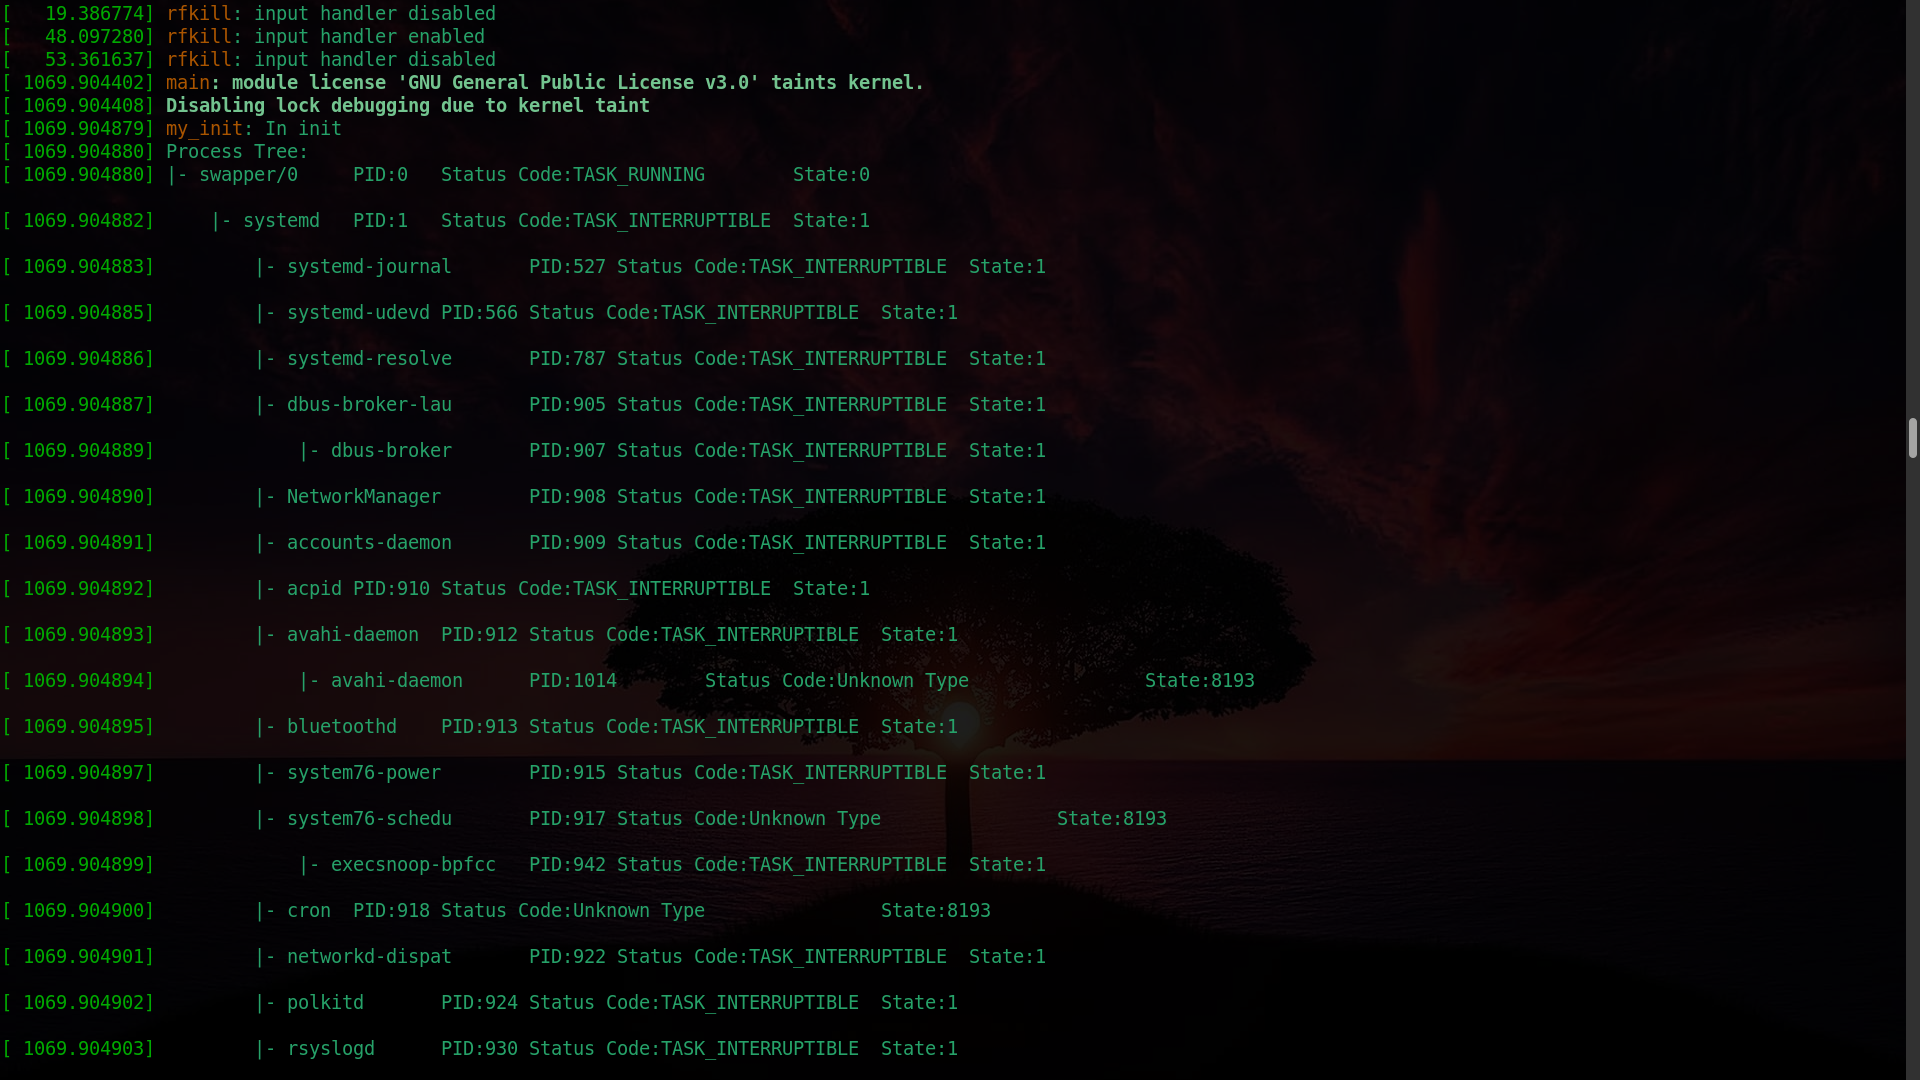 [   19.386774] rfkill: input handler disabled
[   48.097280] rfkill: input handler enabled
[   53.361637] rfkill: input handler disabled
[ 1069.904402] main: module license 'GNU General Public License v3.0' taints kernel.
[ 1069.904408] Disabling lock debugging due to kernel taint
[ 1069.904879] my_init: In init
[ 1069.904880] Process Tree:
[ 1069.904880] |- swapper/0     PID:0   Status Code:TASK_RUNNING        State:0
[ 1069.904882]     |- systemd   PID:1   Status Code:TASK_INTERRUPTIBLE  State:1
[ 1069.904883]         |- systemd-journal       PID:527 Status Code:TASK_INTERRUPTIBLE  State:1
[ 1069.904885]         |- systemd-udevd PID:566 Status Code:TASK_INTERRUPTIBLE  State:1
[ 1069.904886]         |- systemd-resolve       PID:787 Status Code:TASK_INTERRUPTIBLE  State:1
[ 1069.904887]         |- dbus-broker-lau       PID:905 Status Code:TASK_INTERRUPTIBLE  State:1
[ 1069.904889]             |- dbus-broker       PID:907 Status Code:TASK_INTERRUPTIBLE  State:1
[ 1069.904890]         |- NetworkManager        PID:908 Status Code:TASK_INTERRUPTIBLE  State:1
[ 1069.904891]         |- accounts-daemon       PID:909 Status Code:TASK_INTERRUPTIBLE  State:1
[ 1069.904892]         |- acpid PID:910 Status Code:TASK_INTERRUPTIBLE  State:1
[ 1069.904893]         |- avahi-daemon  PID:912 Status Code:TASK_INTERRUPTIBLE  State:1
[ 1069.904894]             |- avahi-daemon      PID:1014        Status Code:Unknown Type                State:8193
[ 1069.904895]         |- bluetoothd    PID:913 Status Code:TASK_INTERRUPTIBLE  State:1
[ 1069.904897]         |- system76-power        PID:915 Status Code:TASK_INTERRUPTIBLE  State:1
[ 1069.904898]         |- system76-schedu       PID:917 Status Code:Unknown Type                State:8193
[ 1069.904899]             |- execsnoop-bpfcc   PID:942 Status Code:TASK_INTERRUPTIBLE  State:1
[ 1069.904900]         |- cron  PID:918 Status Code:Unknown Type                State:8193
[ 1069.904901]         |- networkd-dispat       PID:922 Status Code:TASK_INTERRUPTIBLE  State:1
[ 1069.904902]         |- polkitd       PID:924 Status Code:TASK_INTERRUPTIBLE  State:1
[ 1069.904903]         |- rsyslogd      PID:930 Status Code:TASK_INTERRUPTIBLE  State:1